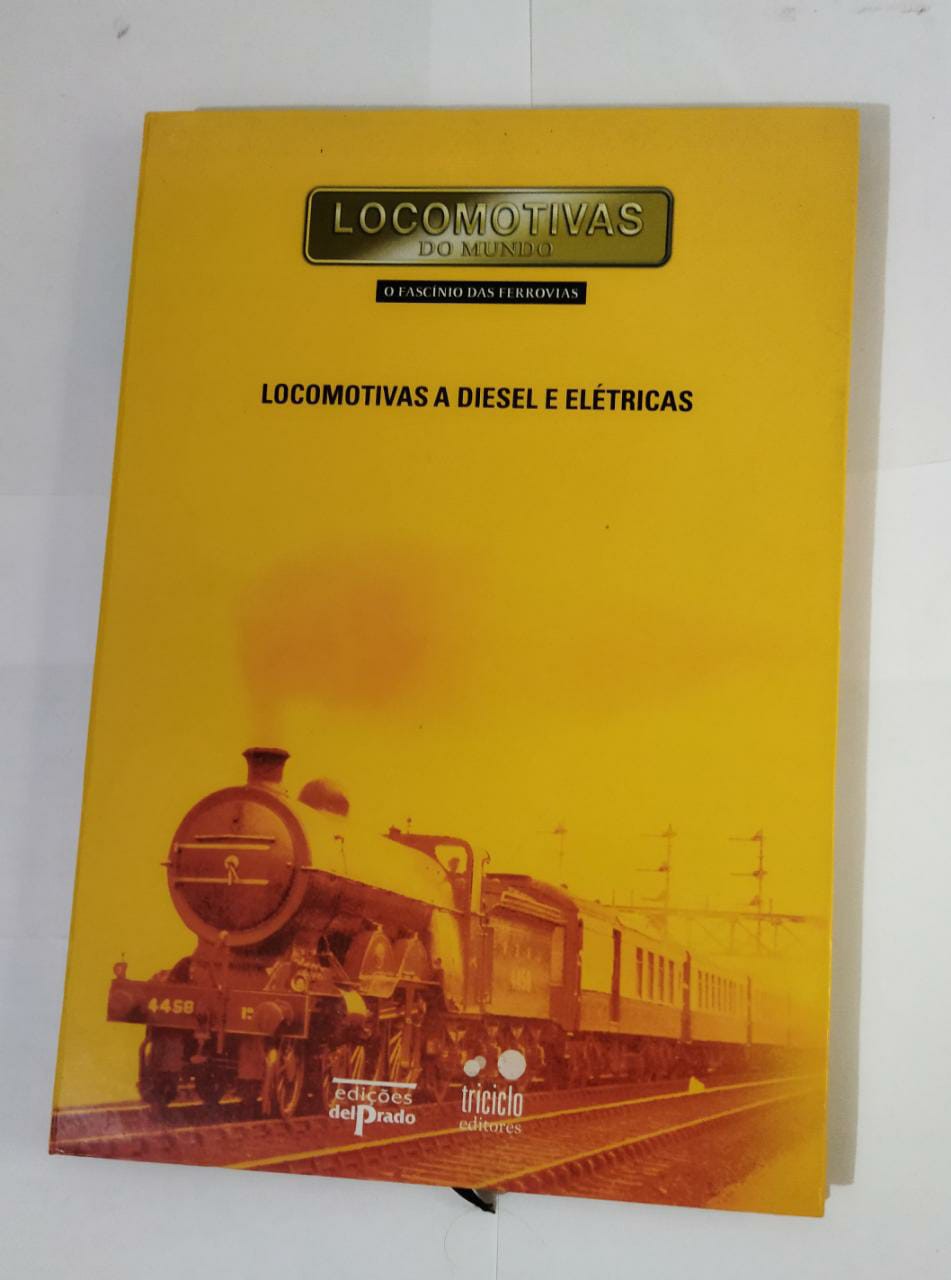 LOCOMOTIVAS
DO MUNDO
O FASCÍNIO DAS FERROVIAS
LOCOMOTIVAS A DIESEL E ELÉTRICAS
4458
edições
delPrado
triciclo
editores